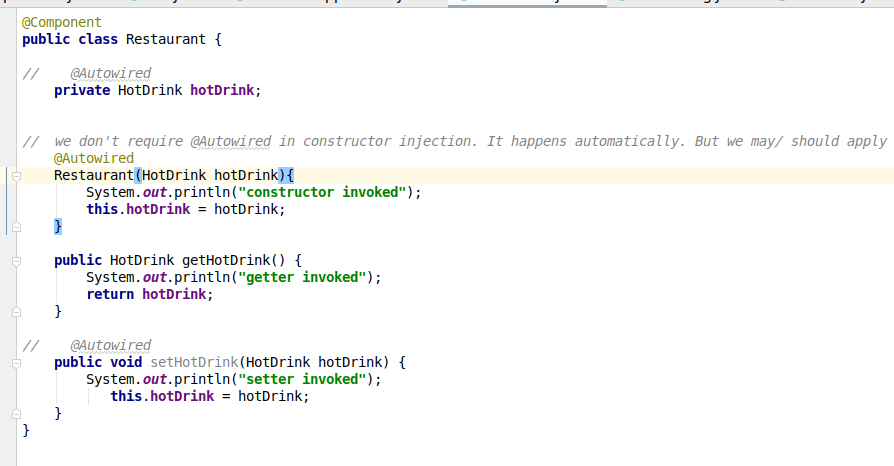 @Component
public class Restaurant {
//    @Autowired
    private HotDrink hotDrink;
//  we don't require @Autowired in constructor injection. It happens automatically. But we may/ should apply
    @Autowired
    Restaurant(HotDrink hotDrink){
        System.out.println("constructor invoked");
        this.hotDrink = hotDrink;
    }
    public HotDrink getHotDrink() {
        System.out.println("getter invoked");
        return hotDrink;
    }
//    @Autowired
    public void setHotDrink(HotDrink hotDrink) {
        System.out.println("setter invoked");
           this.hotDrink = hotDrink;
    }
}